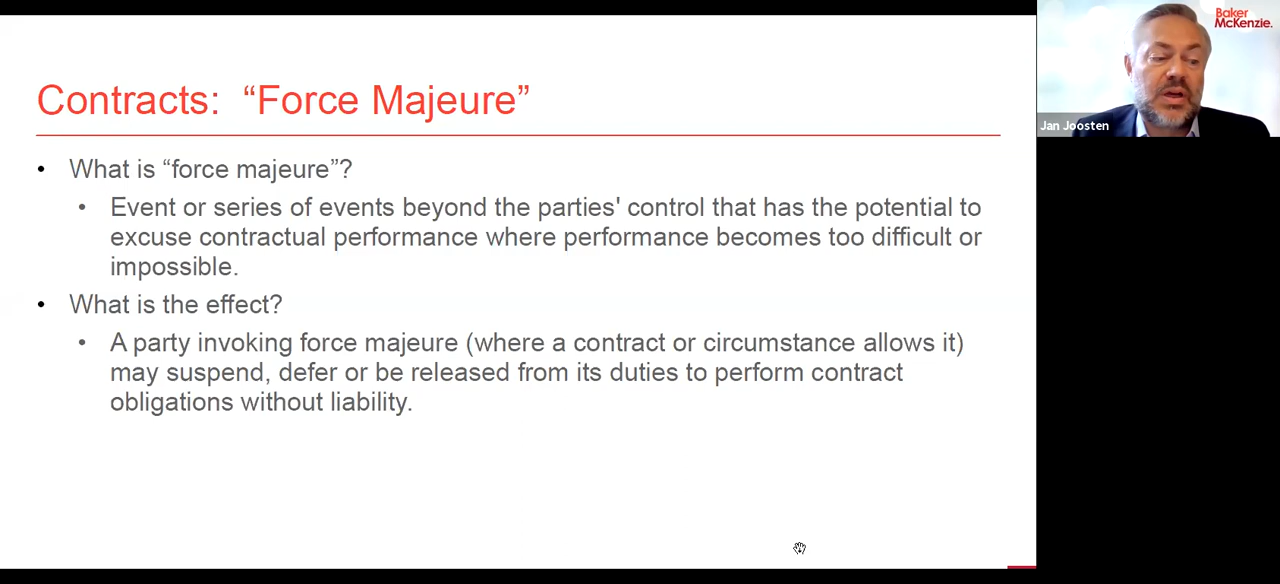 Contracts: “Force Majeure”
• What is “force majeure”?
• Event or series of events beyond the parties' control that has the potential to
excuse contractual performance where performance becomes too difficult or
impossible.
• What is the effect?
• A party invoking force majeure (where a contract or circumstance allows it)
may suspend, defer or be released from its duties to perform contract
obligations without liability.
Baker
McKenzie.
Jan Joosten